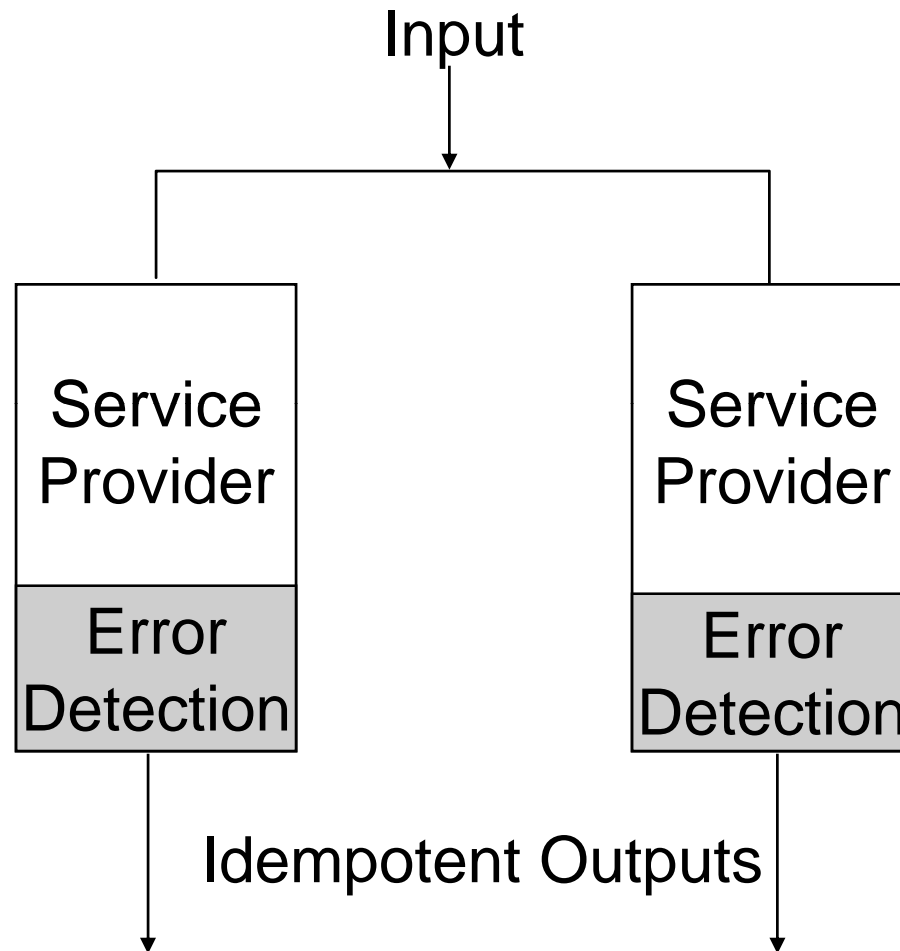 Input
Service
Provider
Error
Detection
Service
Provider
Error
Detection
Idempotent Outputs